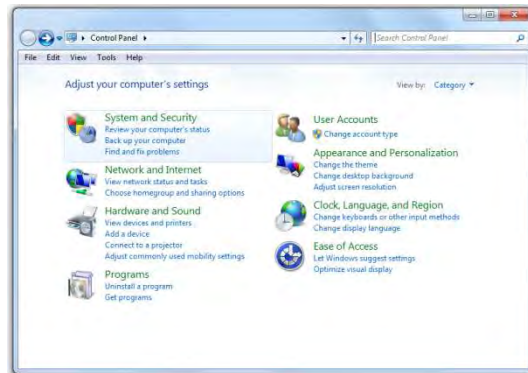 Control Panel
Search Control Panel
File Edit View Tools Help
Adjust your computer's settings
View by: Category
System and Security
Review your computer's status
Back up your computer
Find and fix problems
Network and Internet
View network status and tasks
Choose homegroup and sharing options
Hardware and Sound
View devices and printers
Add a device
Connect to a projector
Adjust commonly used mobility settings
Programs
Uninstall a program
Get programs
User Accounts
Change account type
Appearance and Personalization
Change the theme
Change desktop background
Adjust screen resolution
Clock, Language, and Region
Change keyboards or other input methods
Change display language
Ease of Access
Let Windows suggest settings
Optimize visual display